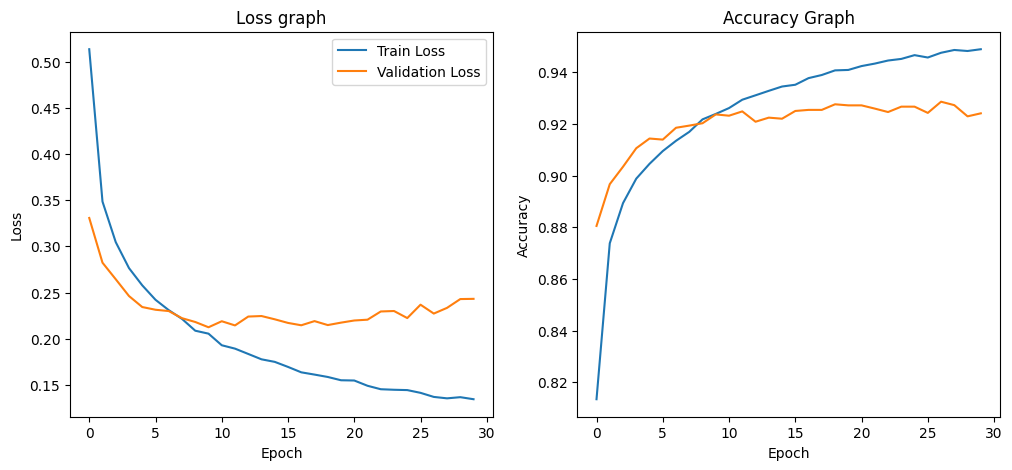 Loss graph
0.50
0.45
0.40
0.35
0.30
0.25
0.20
0.15
Loss
0 5 10 15 20 25 30
Epoch
Train Loss
Validation Loss
Accuracy Graph
0.94
0.92
0.90
0.88
0.86
0.84
0.82
Accuracy
0 5 10 15 20 25 30
Epoch